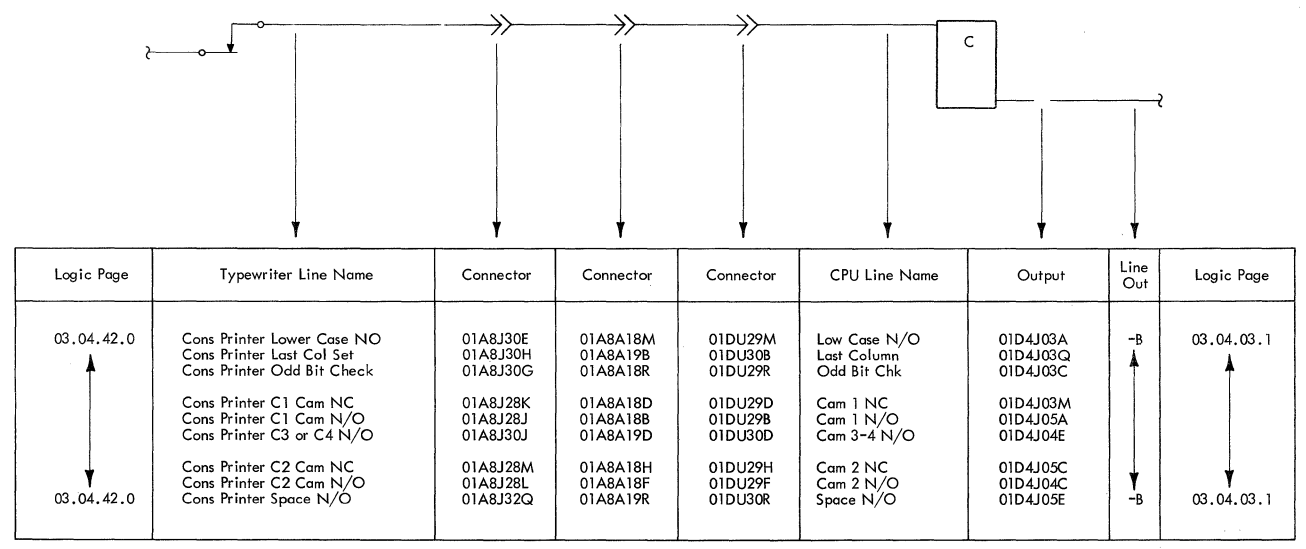 C
Logic Page Typewriter Line Name Connector Connector Connector CPU Line Name Output Line Out Logic Page
03.04.42.0 Cons Printer Lower Case NO 01A8J30E 01A8A18M 01DU29M Low Case N/O 01D4J03A -B 03.04.03.1
Cons Printer Last Col Set 01A8J30H 01A8A19B 01DU30B Last Column 01D4J03Q
Cons Printer Odd Bit Check 01A8J30G 01A8A18R 01DU29R Odd Bit Chk 01D4J03C
Cons Printer C1 Cam NC 01A8J28K 01A8A18D 01DU29D Cam 1 NC 01D4J03M
Cons Printer C1 Cam N/O 01A8J28J 01A8A18B 01DU29B Cam 1 N/O 01D4J05A
Cons Printer C3 or C4 N/O 01A8J30J 01A8A19D 01DU30D Cam 3-4 N/O 01D4J04E
Cons Printer C2 Cam NC 01A8J28M 01A8A18H 01DU29H Cam 2 NC 01D4J05C
Cons Printer C2 Cam N/O 01A8J28L 01A8A18F 01DU29F Cam 2 N/O 01D4J04C
03.04.42.0 Cons Printer Space N/O 01A8J32Q 01A8A19R 01DU30R Space N/O 01D4J05E -B 03.04.03.1